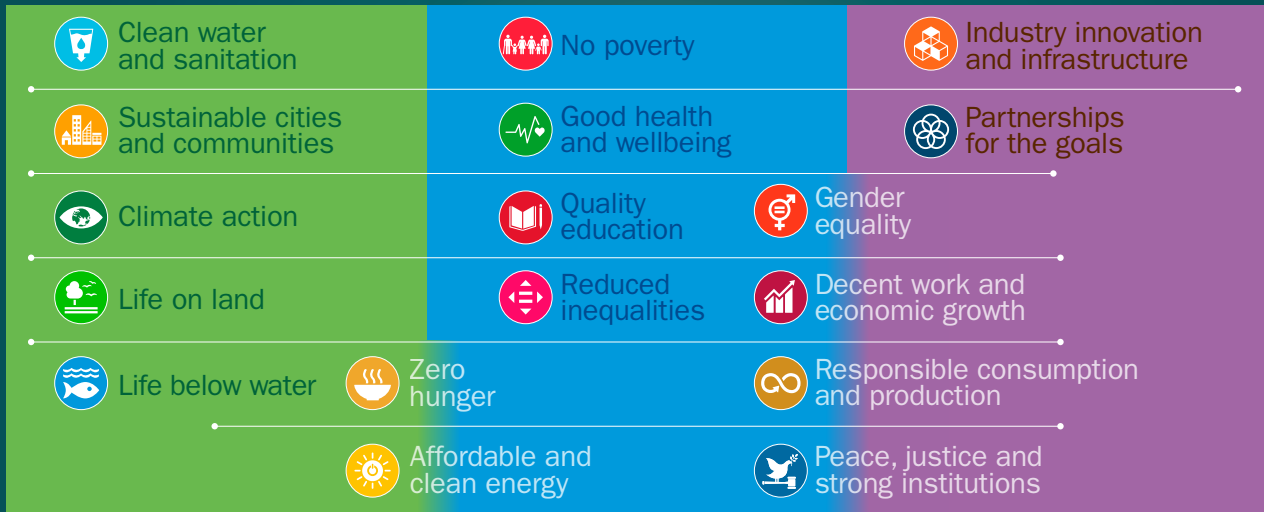 Clean water
and sanitation
No poverty
Industry innovation
and infrastructure
Sustainable cities
and communities
Good health
and wellbeing
Partnerships
for the goals
Climate action
Quality
education
Gender
equality
Life on land
Reduced
inequalities
Decent work and
economic growth
Life below water
Zero
hunger
Responsible consumption
and production
Affordable and
clean energy
Peace, justice and
strong institutions